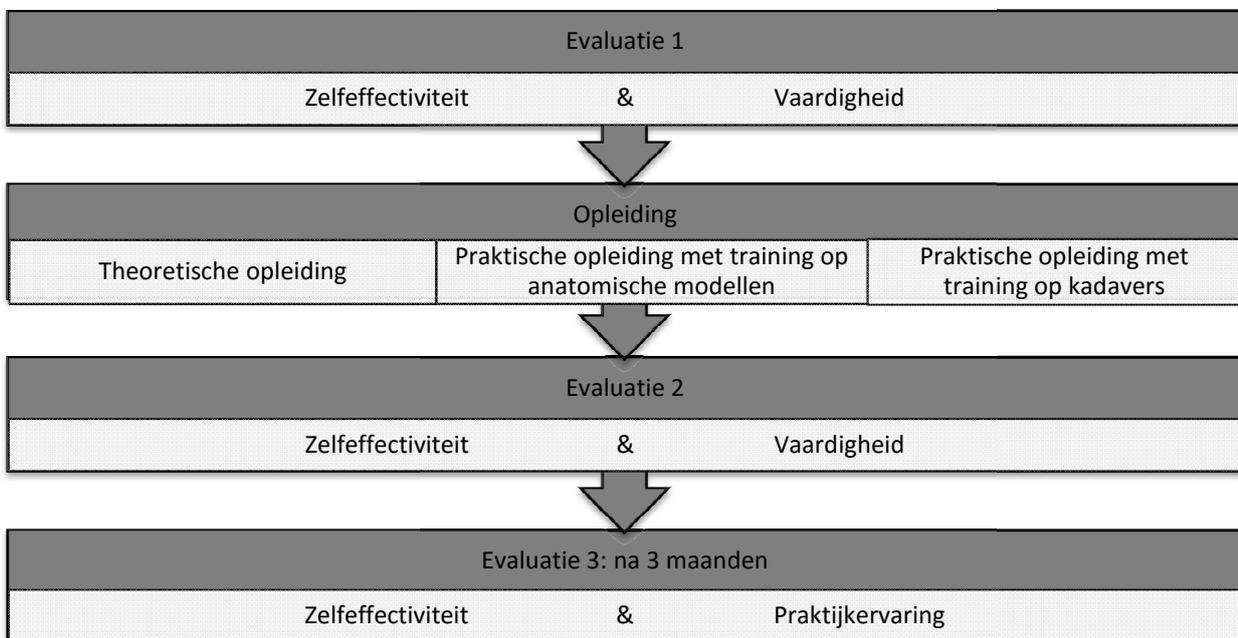 Evaluatie 1
Zelfeffectiviteit & Vaardigheid
Opleiding
Theoretische opleiding
Praktische opleiding met training op
anatomische modellen
Praktische opleiding met
training op kadavers
Evaluatie 2
Zelfeffectiviteit & Vaardigheid
Evaluatie 3: na 3 maanden
Zelfeffectiviteit & Praktijkervaring